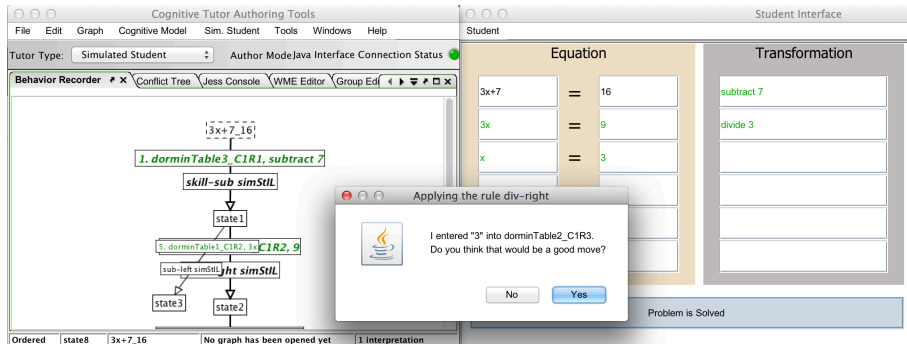 Cognitive Tutor Authoring Tools
File Edit Graph Cognitive Model Sim. Student Tools Windows Help
Tutor Type: Simulated Student Author Mode Java Interface Connection Status
Behavior Recorder Conflict Tree Jess Console WME Editor Group Edi
3x+7_16
1. dorminTable3_C1R1, subtract 7
skill-sub simStIL
state1
5. dorminTable1_C1R2, 3x C1R2, 9
sub-left simStIL ght simStIL
state3 state2
Ordered state8 3x+7_16 No graph has been opened yet 1 interpretation
Student Interface
Student
Equation Transformation
3x+7 = 16 subtract 7
3x = 9 divide 3
x = 3
Problem is Solved
Applying the rule div-right
I entered "3" into dorminTable2_C1R3.
Do you think that would be a good move?
No Yes